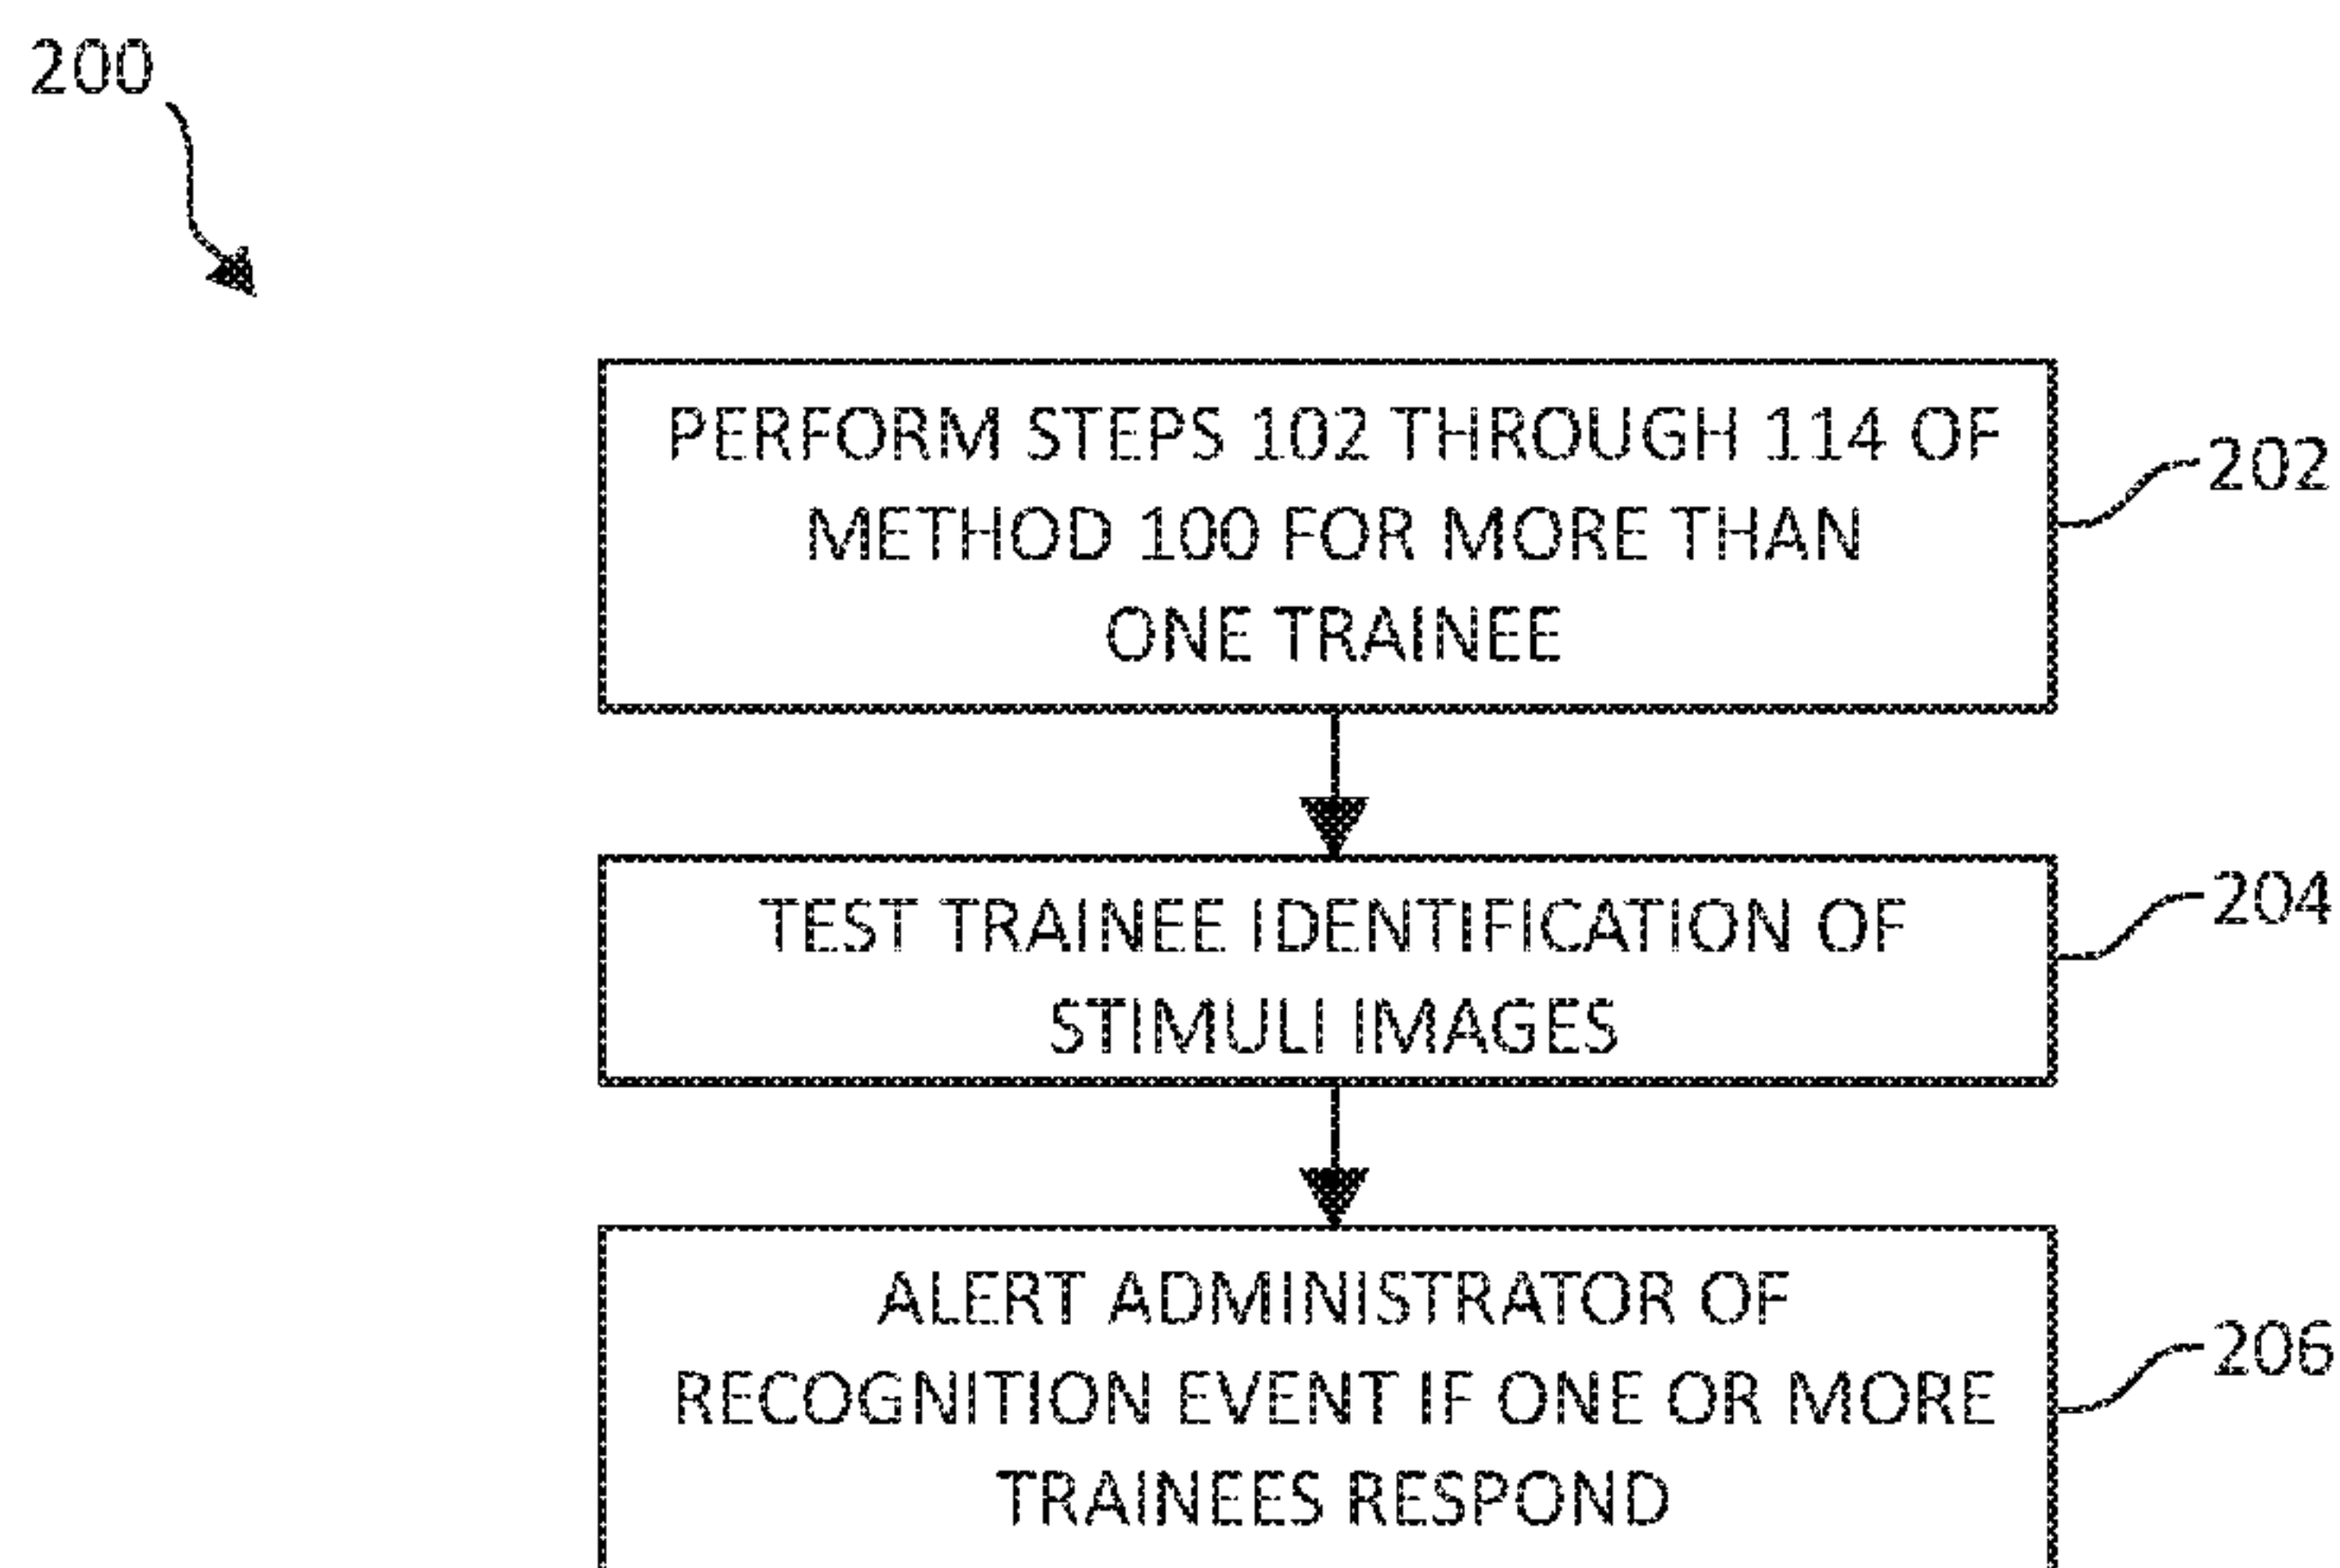 200
PERFORM STEPS 102 THROUGH 114 OF
METHOD 100 FOR MORE THAN
ONE TRAINEE
202
TEST TRAINEE IDENTIFICATION OF
STIMULI IMAGES
204
ALERT ADMINISTRATOR OF
RECOGNITION EVENT IF ONE OR MORE
TRAINEES RESPOND
206